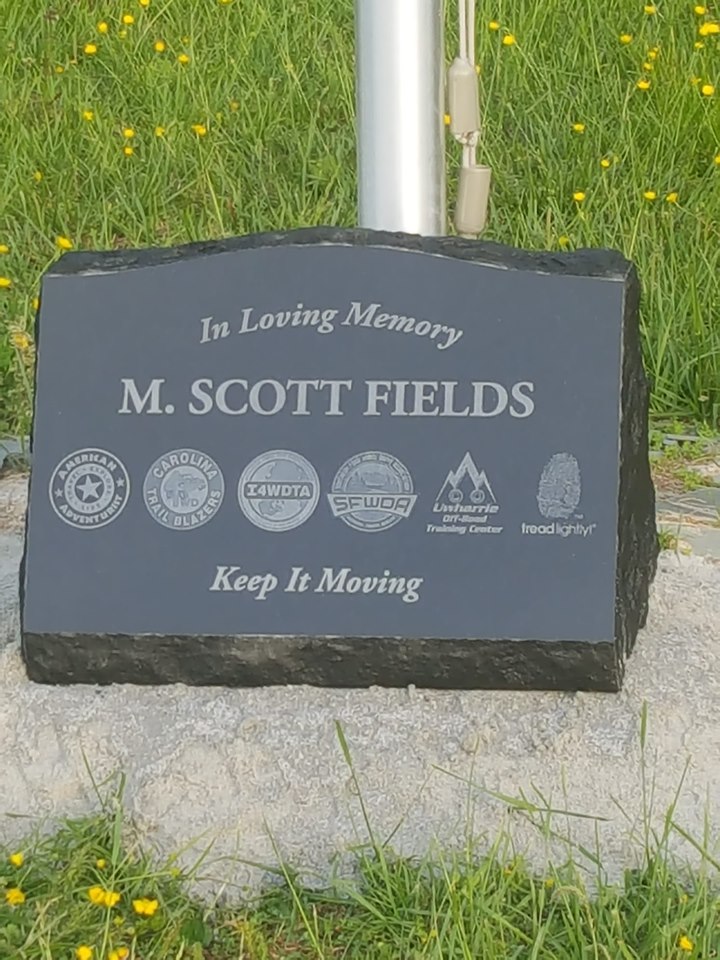 In Loving Memory
M. SCOTT FIELDS
AMERICAN
ADVENTURIST
CAROLINA
TRAIL BLAZERS
I4WDTA
SFWDA
Uwharrie
Off-Road
Training Center
treadlightly!
Keep It Moving